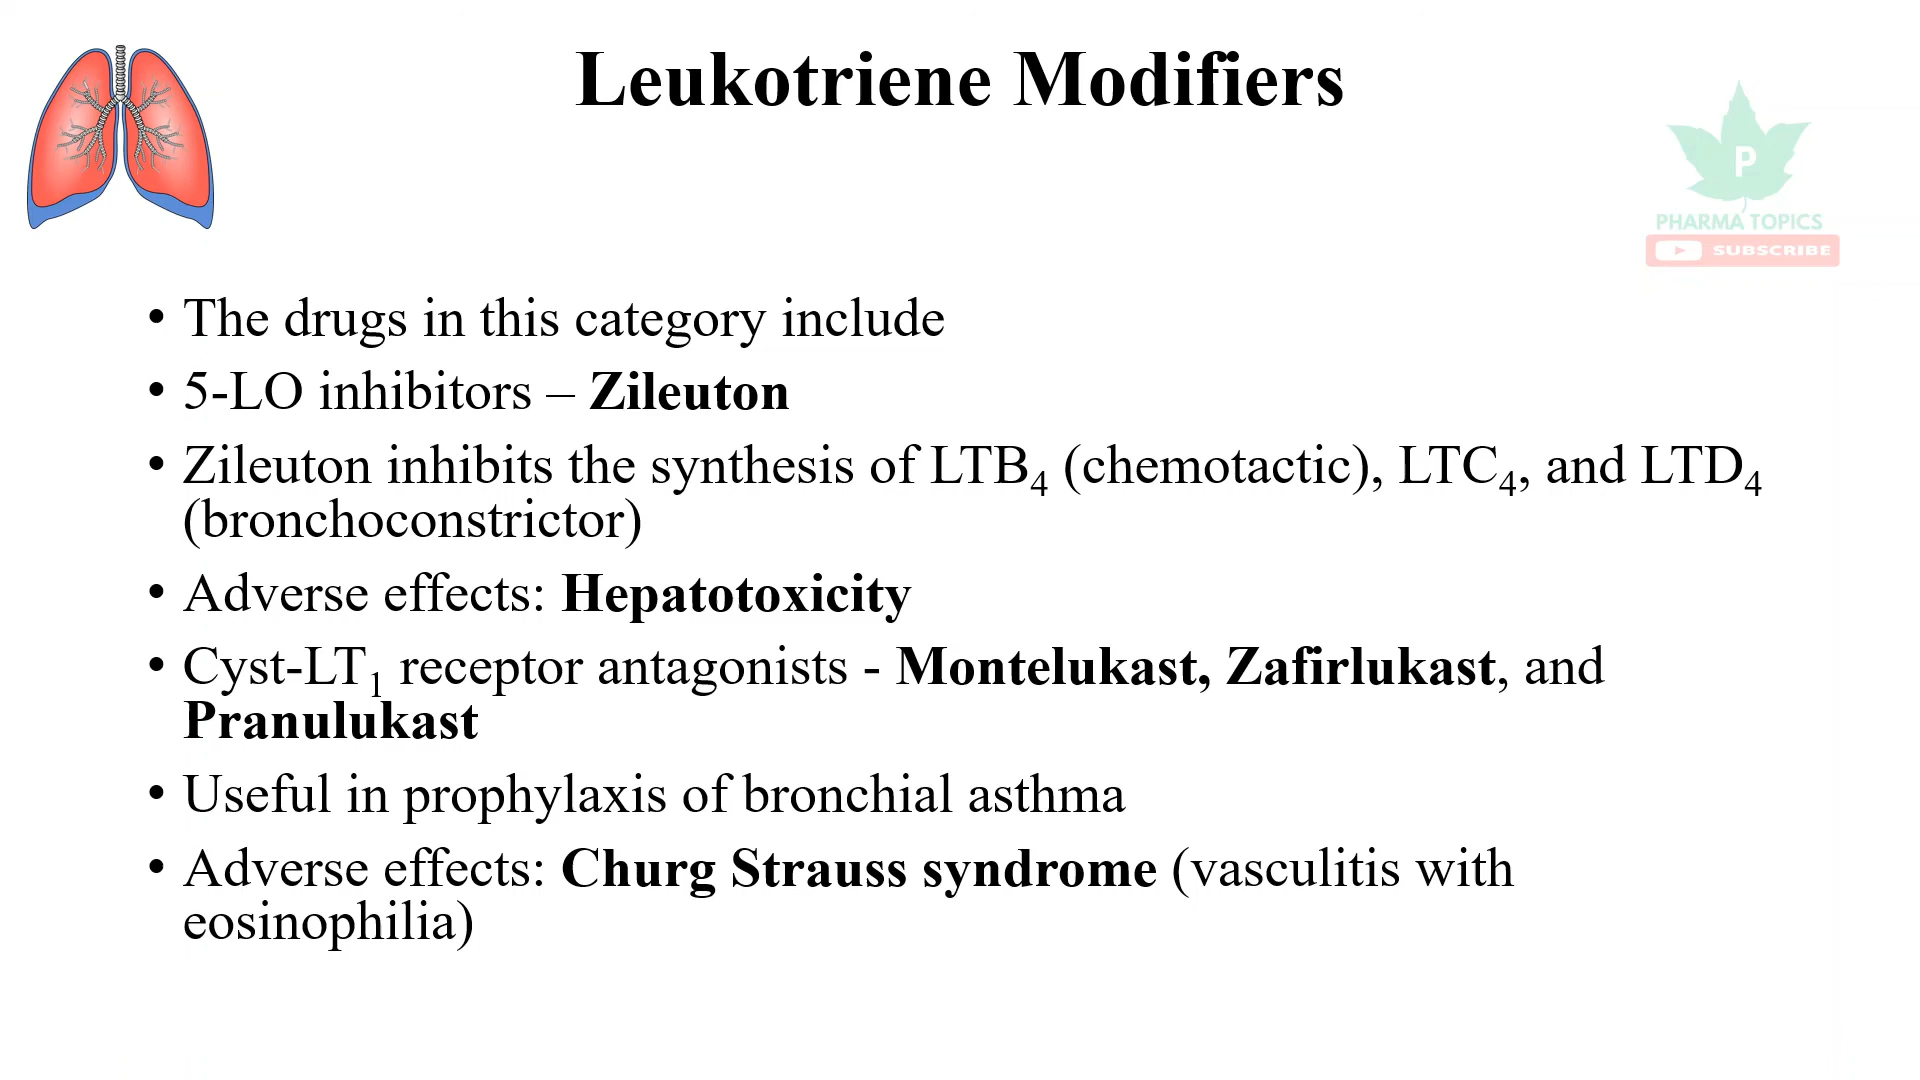 Leukotriene Modifiers
P
PHARMA TOPICS
SUBSCRIBE
• The drugs in this category include
• 5-LO inhibitors – Zileuton
• Zileuton inhibits the synthesis of LTB₄ (chemotactic), LTC₄, and LTD₄
(bronchoconstrictor)
• Adverse effects: Hepatotoxicity
• Cyst-LT₁ receptor antagonists - Montelukast, Zafirlukast, and
Pranulukast
• Useful in prophylaxis of bronchial asthma
• Adverse effects: Churg Strauss syndrome (vasculitis with
eosinophilia)